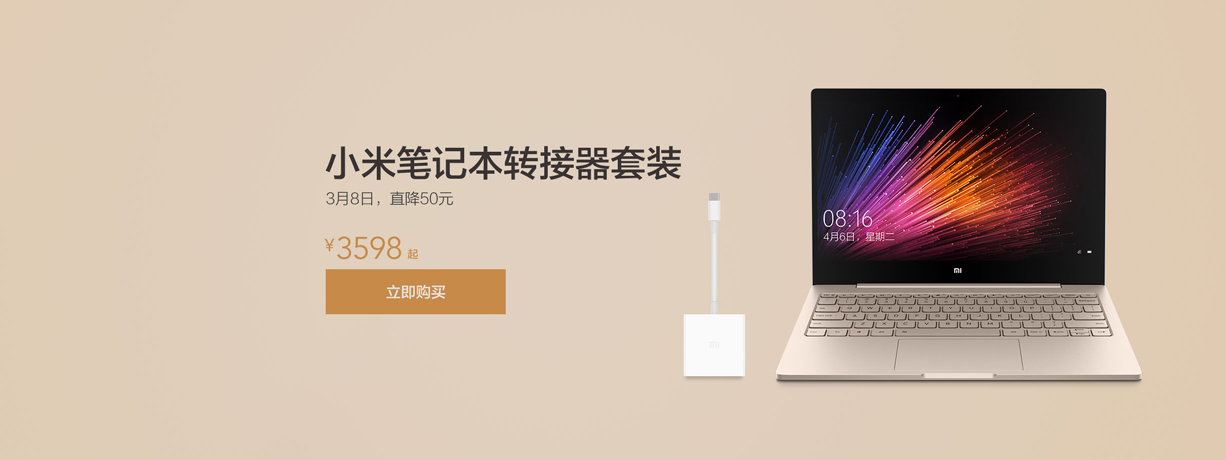 小米笔记本转接器套装
3月8日，直降50元
¥3598 起
立即购买
08:16
4月6日，星期二
mi